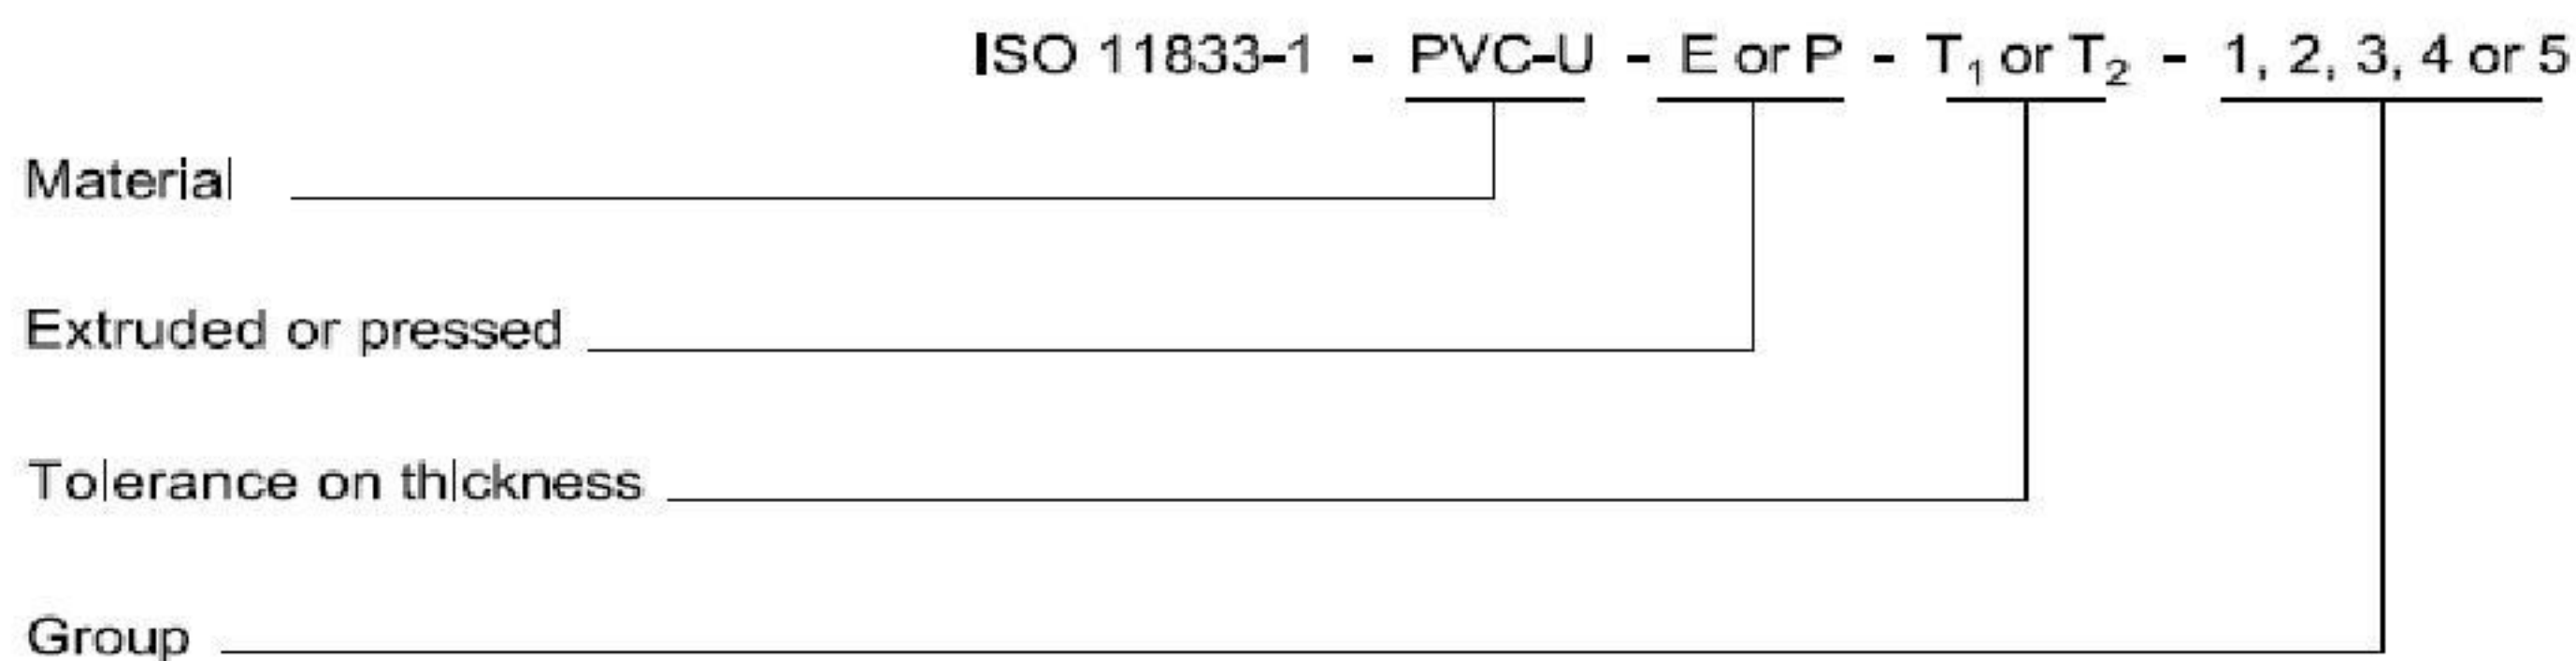 ISO 11833-1 - PVC-U - E or P - T₁ or T₂ - 1, 2, 3, 4 or 5
Material
Extruded or pressed
Tolerance on thickness
Group